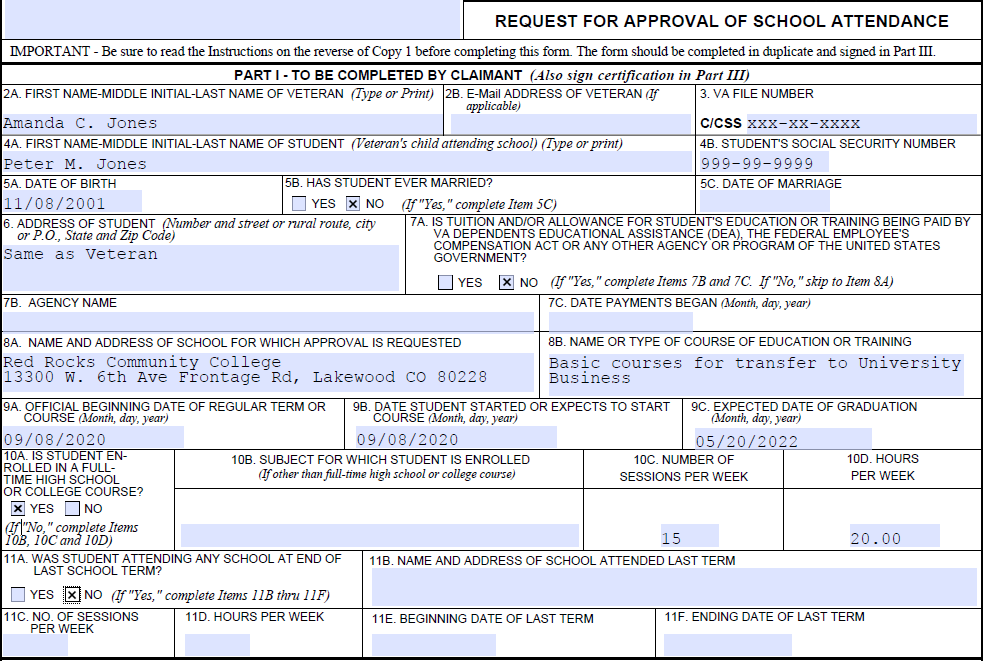 REQUEST FOR APPROVAL OF SCHOOL ATTENDANCE
IMPORTANT - Be sure to read the Instructions on the reverse of Copy 1 before completing this form. The form should be completed in duplicate and signed in Part III.
PART I - TO BE COMPLETED BY CLAIMANT (Also sign certification in Part III)
2A. FIRST NAME-MIDDLE INITIAL-LAST NAME OF VETERAN (Type or Print)
Amanda C. Jones
2B. E-Mail ADDRESS OF VETERAN (If
applicable)
3. VA FILE NUMBER
C/CSS xxx-xx-xxxx
4A. FIRST NAME-MIDDLE INITIAL-LAST NAME OF STUDENT (Veteran's child attending school) (Type or print)
Peter M. Jones
4B. STUDENT'S SOCIAL SECURITY NUMBER
999-99-9999
5A. DATE OF BIRTH
11/08/2001
5B. HAS STUDENT EVER MARRIED?
YES NO (If "Yes," complete Item 5C)
5C. DATE OF MARRIAGE
6. ADDRESS OF STUDENT (Number and street or rural route, city
or P.O., State and Zip Code)
Same as Veteran
7A. IS TUITION AND/OR ALLOWANCE FOR STUDENT'S EDUCATION OR TRAINING BEING PAID BY
VA DEPENDENTS EDUCATIONAL ASSISTANCE (DEA), THE FEDERAL EMPLOYEE'S
COMPENSATION ACT OR ANY OTHER AGENCY OR PROGRAM OF THE UNITED STATES
GOVERNMENT?
YES NO (If "Yes," complete Items 7B and 7C. If "No," skip to Item 8A)
7B. AGENCY NAME
7C. DATE PAYMENTS BEGAN (Month, day, year)
8A. NAME AND ADDRESS OF SCHOOL FOR WHICH APPROVAL IS REQUESTED
Red Rocks Community College
13300 W. 6th Ave Frontage Rd, Lakewood CO 80228
8B. NAME OR TYPE OF COURSE OF EDUCATION OR TRAINING
Basic courses for transfer to University
Business
9A. OFFICIAL BEGINNING DATE OF REGULAR TERM OR
COURSE (Month, day, year)
09/08/2020
9B. DATE STUDENT STARTED OR EXPECTS TO START
COURSE (Month, day, year)
09/08/2020
9C. EXPECTED DATE OF GRADUATION
(Month, day, year)
05/20/2022
10A. IS STUDENT EN-
ROLLED IN A FULL-
TIME HIGH SCHOOL
OR COLLEGE COURSE?
YES NO
(If "No," complete Items
10B, 10C and 10D)
10B. SUBJECT FOR WHICH STUDENT IS ENROLLED
(If other than full-time high school or college course)
10C. NUMBER OF
SESSIONS PER WEEK
15
10D. HOURS
PER WEEK
20.00
11A. WAS STUDENT ATTENDING ANY SCHOOL AT END OF
LAST SCHOOL TERM?
YES NO (If "Yes," complete Items 11B thru 11F)
11B. NAME AND ADDRESS OF SCHOOL ATTENDED LAST TERM
11C. NO. OF SESSIONS
PER WEEK
11D. HOURS PER WEEK
11E. BEGINNING DATE OF LAST TERM
11F. ENDING DATE OF LAST TERM